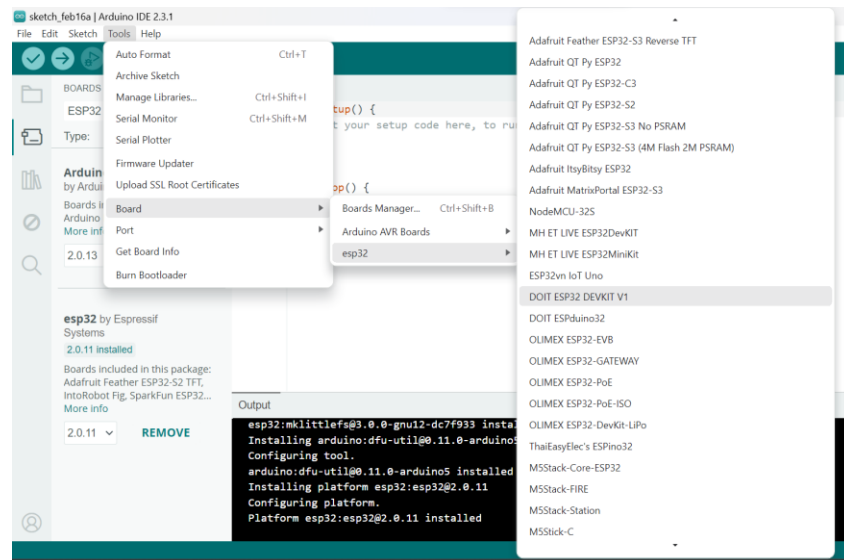 sketch_feb16a | Arduino IDE 2.3.1
File Edit Sketch Tools Help
Auto Format Ctrl+T
Archive Sketch
Manage Libraries... Ctrl+Shift+I
Serial Monitor Ctrl+Shift+M
Serial Plotter
Firmware Updater
Upload SSL Root Certificates
Board
Port
Get Board Info
Burn Bootloader
Boards Manager... Ctrl+Shift+B
Arduino AVR Boards
esp32
Adafruit Feather ESP32-S3 Reverse TFT
Adafruit QT Py ESP32
Adafruit QT Py ESP32-C3
Adafruit QT Py ESP32-S2
Adafruit QT Py ESP32-S3 No PSRAM
Adafruit QT Py ESP32-S3 (4M Flash 2M PSRAM)
Adafruit ItsyBitsy ESP32
Adafruit MatrixPortal ESP32-S3
NodeMCU-32S
MH ET LIVE ESP32DevKIT
MH ET LIVE ESP32MiniKit
ESP32vn IoT Uno
DOIT ESP32 DEVKIT V1
DOIT ESPduino32
OLIMEX ESP32-EVB
OLIMEX ESP32-GATEWAY
OLIMEX ESP32-PoE
OLIMEX ESP32-PoE-ISO
OLIMEX ESP32-DevKit-LiPo
ThaiEasyElec's ESPino32
M5Stack-Core-ESP32
M5Stack-FIRE
M5Stack-Station
M5Stick-C
BOARDS
ESP32
Type:
Arduin
by Ardui
Boards i
Arduino
More inf
2.0.13
esp32 by Espressif
Systems
2.0.11 installed
Boards included in this package:
Adafruit Feather ESP32-S2 TFT,
IntoRobot Fig, SparkFun ESP32...
More info
2.0.11 REMOVE
tup() {
t your setup code here, to ru
op() {
Output
esp32:mklittlefs@3.0.0-gnu12-dc7f933 instal
Installing arduino:dfu-util@0.11.0-arduino5
Configuring tool.
arduino:dfu-util@0.11.0-arduino5 installed
Installing platform esp32:esp32@2.0.11
Configuring platform.
Platform esp32:esp32@2.0.11 installed